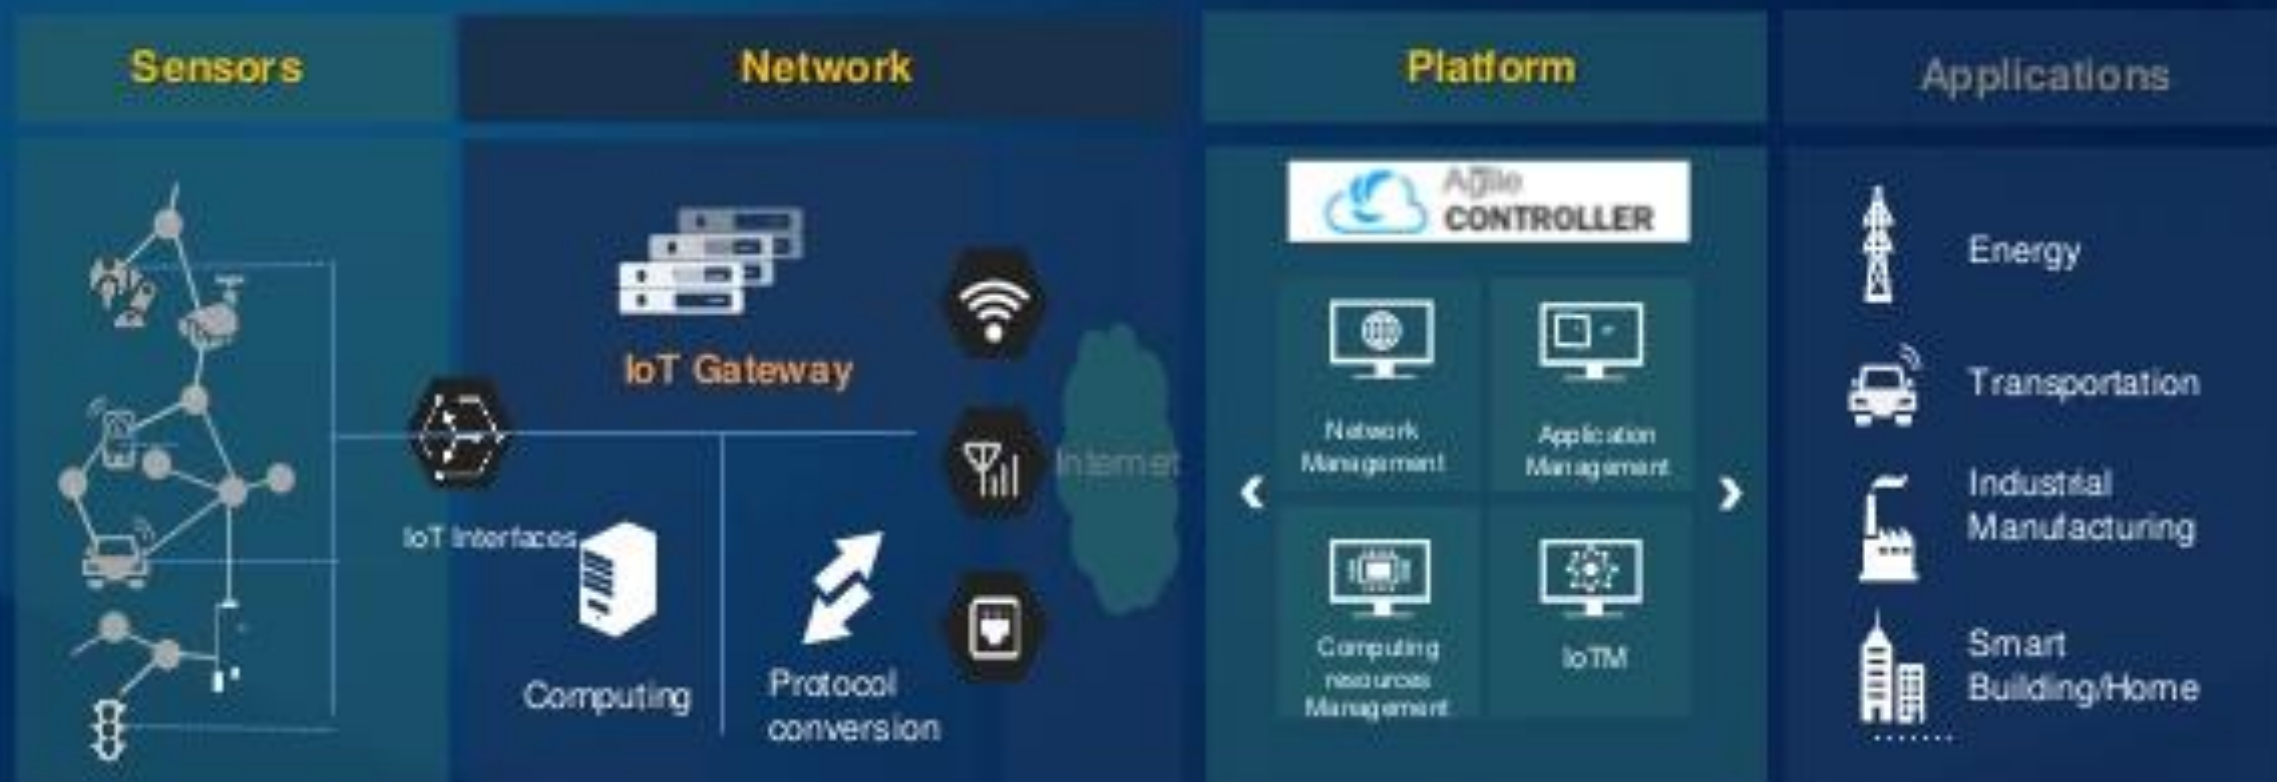 Sensors
Network
Platform
Applications
Agile
CONTROLLER
IoT Gateway
IoT Interfaces
Computing
Protocol
conversion
Internet
Network
Management
Application
Management
Computing
resources
Management
IoTM
Energy
Transportation
Industrial
Manufacturing
Smart
Building/Home